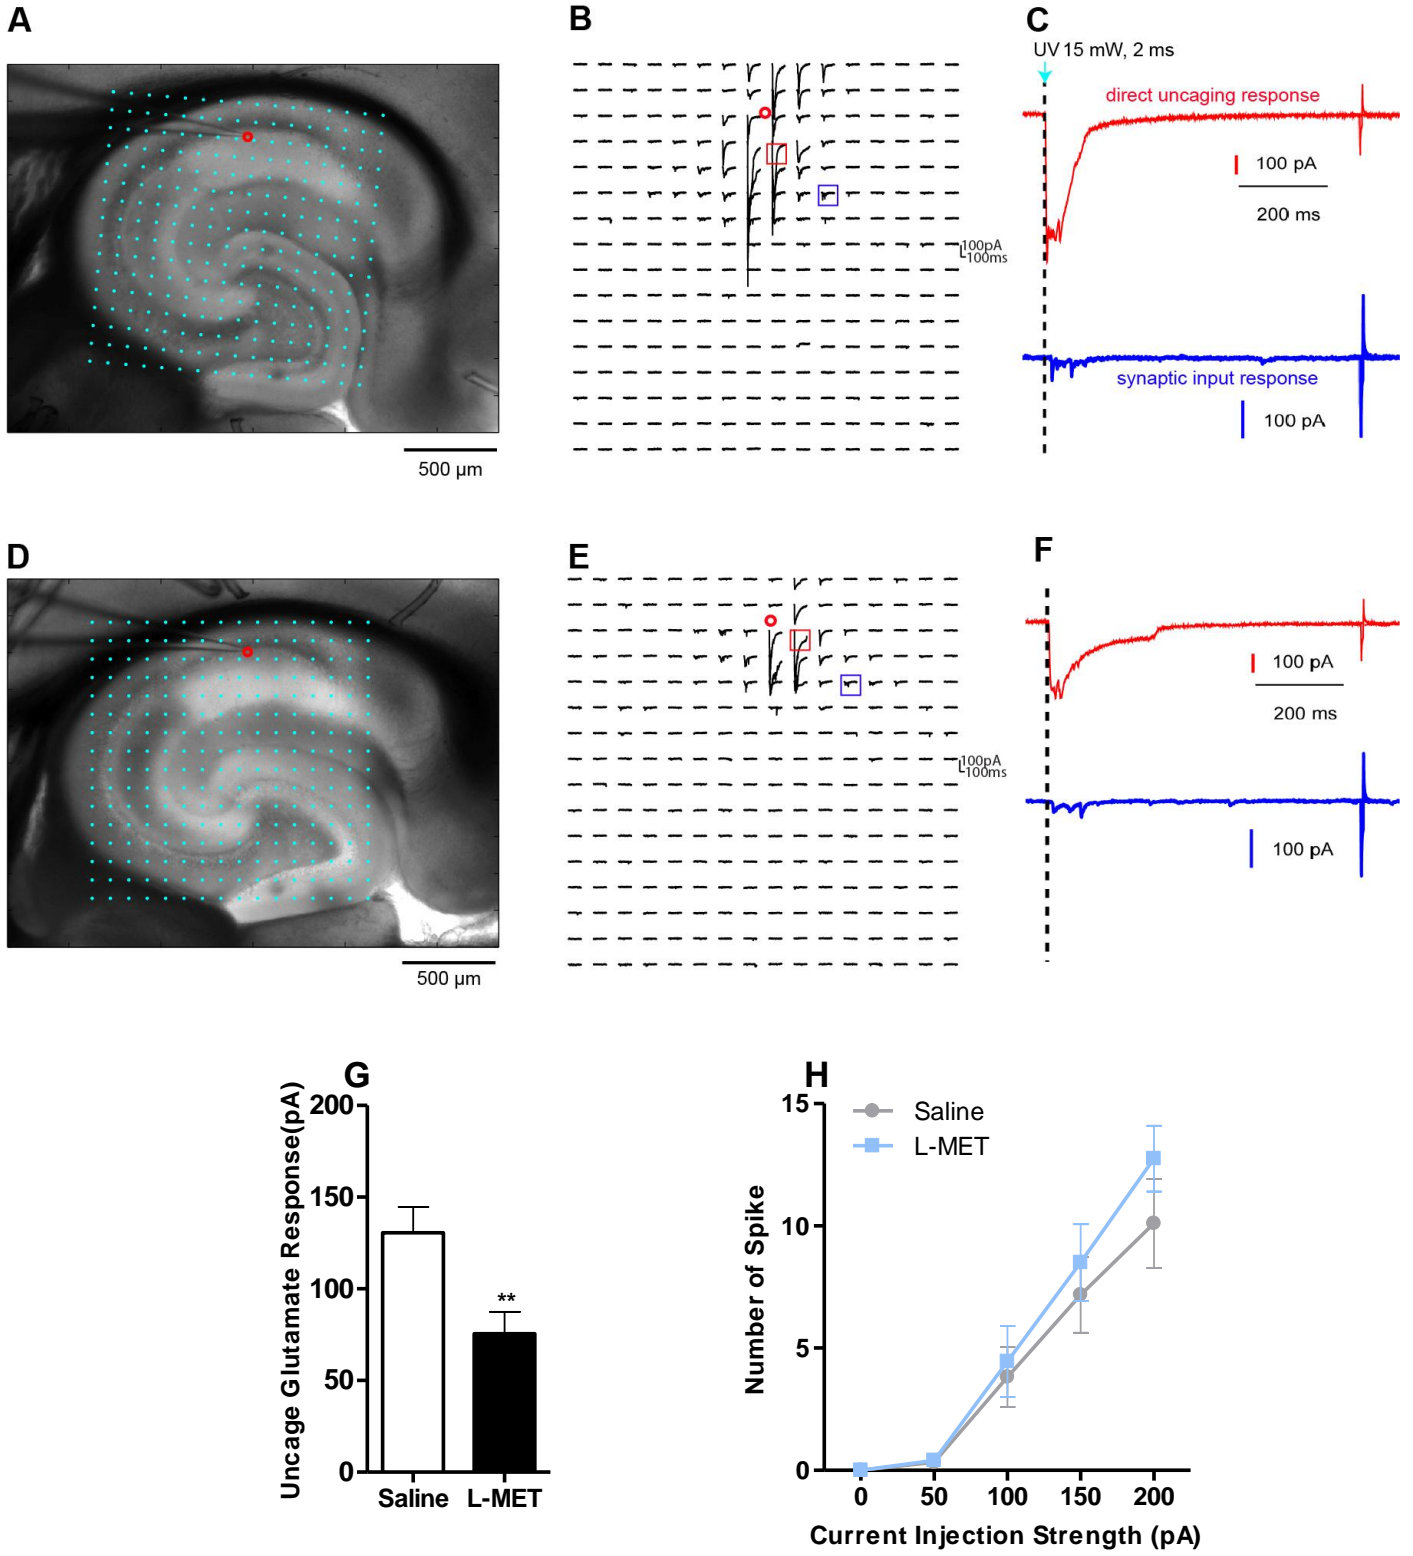 A
B
C
UV 15 mW, 2 ms
direct uncaging response
100 pA
200 ms
100pA
100ms
synaptic input response
100 pA
500 µm
D
E
F
100 pA
200 ms
100pA
100ms
100 pA
500 µm
G
Uncage Glutamate Response(pA)
200
150
100
50
0
**
Saline L-MET
H
Saline
L-MET
Number of Spike
15
10
5
0
0 50 100 150 200
Current Injection Strength (pA)